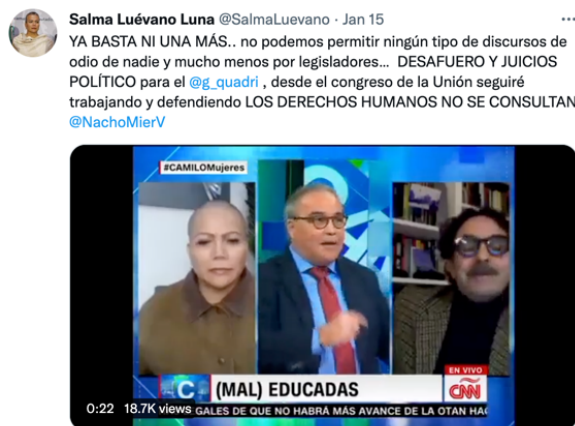 Salma Luévano Luna @SalmaLuevano · Jan 15
YA BASTA NI UNA MÁS.. no podemos permitir ningún tipo de discursos de
odio de nadie y mucho menos por legisladores... DESAFUERO Y JUICIOS
POLÍTICO para el @g_quadri , desde el congreso de la Unión seguiré
trabajando y defendiendo LOS DERECHOS HUMANOS NO SE CONSULTAN
@NachoMierV
#CAMILOMujeres
EN VIVO
C (MAL) EDUCADAS CNN
0:22 18.7K views GALES DE QUE NO HABRÁ MÁS AVANCE DE LA OTAN HAC